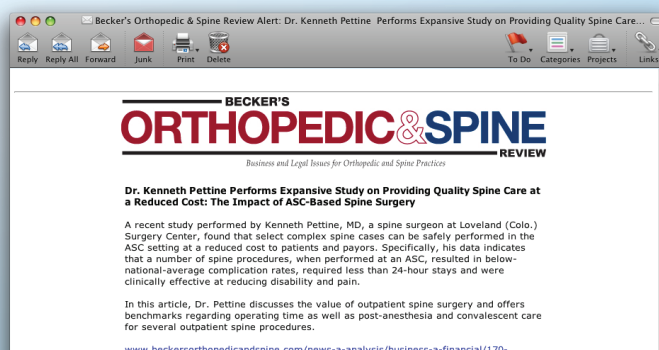 Becker's Orthopedic & Spine Review Alert: Dr. Kenneth Pettine Performs Expansive Study on Providing Quality Spine Care...
Reply Reply All Forward Junk Print Delete To Do Categories Projects Links
BECKER'S
ORTHOPEDIC&SPINE
REVIEW
Business and Legal Issues for Orthopedic and Spine Practices
Dr. Kenneth Pettine Performs Expansive Study on Providing Quality Spine Care at
a Reduced Cost: The Impact of ASC-Based Spine Surgery
A recent study performed by Kenneth Pettine, MD, a spine surgeon at Loveland (Colo.)
Surgery Center, found that select complex spine cases can be safely performed in the
ASC setting at a reduced cost to patients and payors. Specifically, his data indicates
that a number of spine procedures, when performed at an ASC, resulted in below-
national-average complication rates, required less than 24-hour stays and were
clinically effective at reducing disability and pain.
In this article, Dr. Pettine discusses the value of outpatient spine surgery and offers
benchmarks regarding operating time as well as post-anesthesia and convalescent care
for several outpatient spine procedures.
www.beckersorthopedicandspine.com/news-a-analysis/business-a-financial/170-